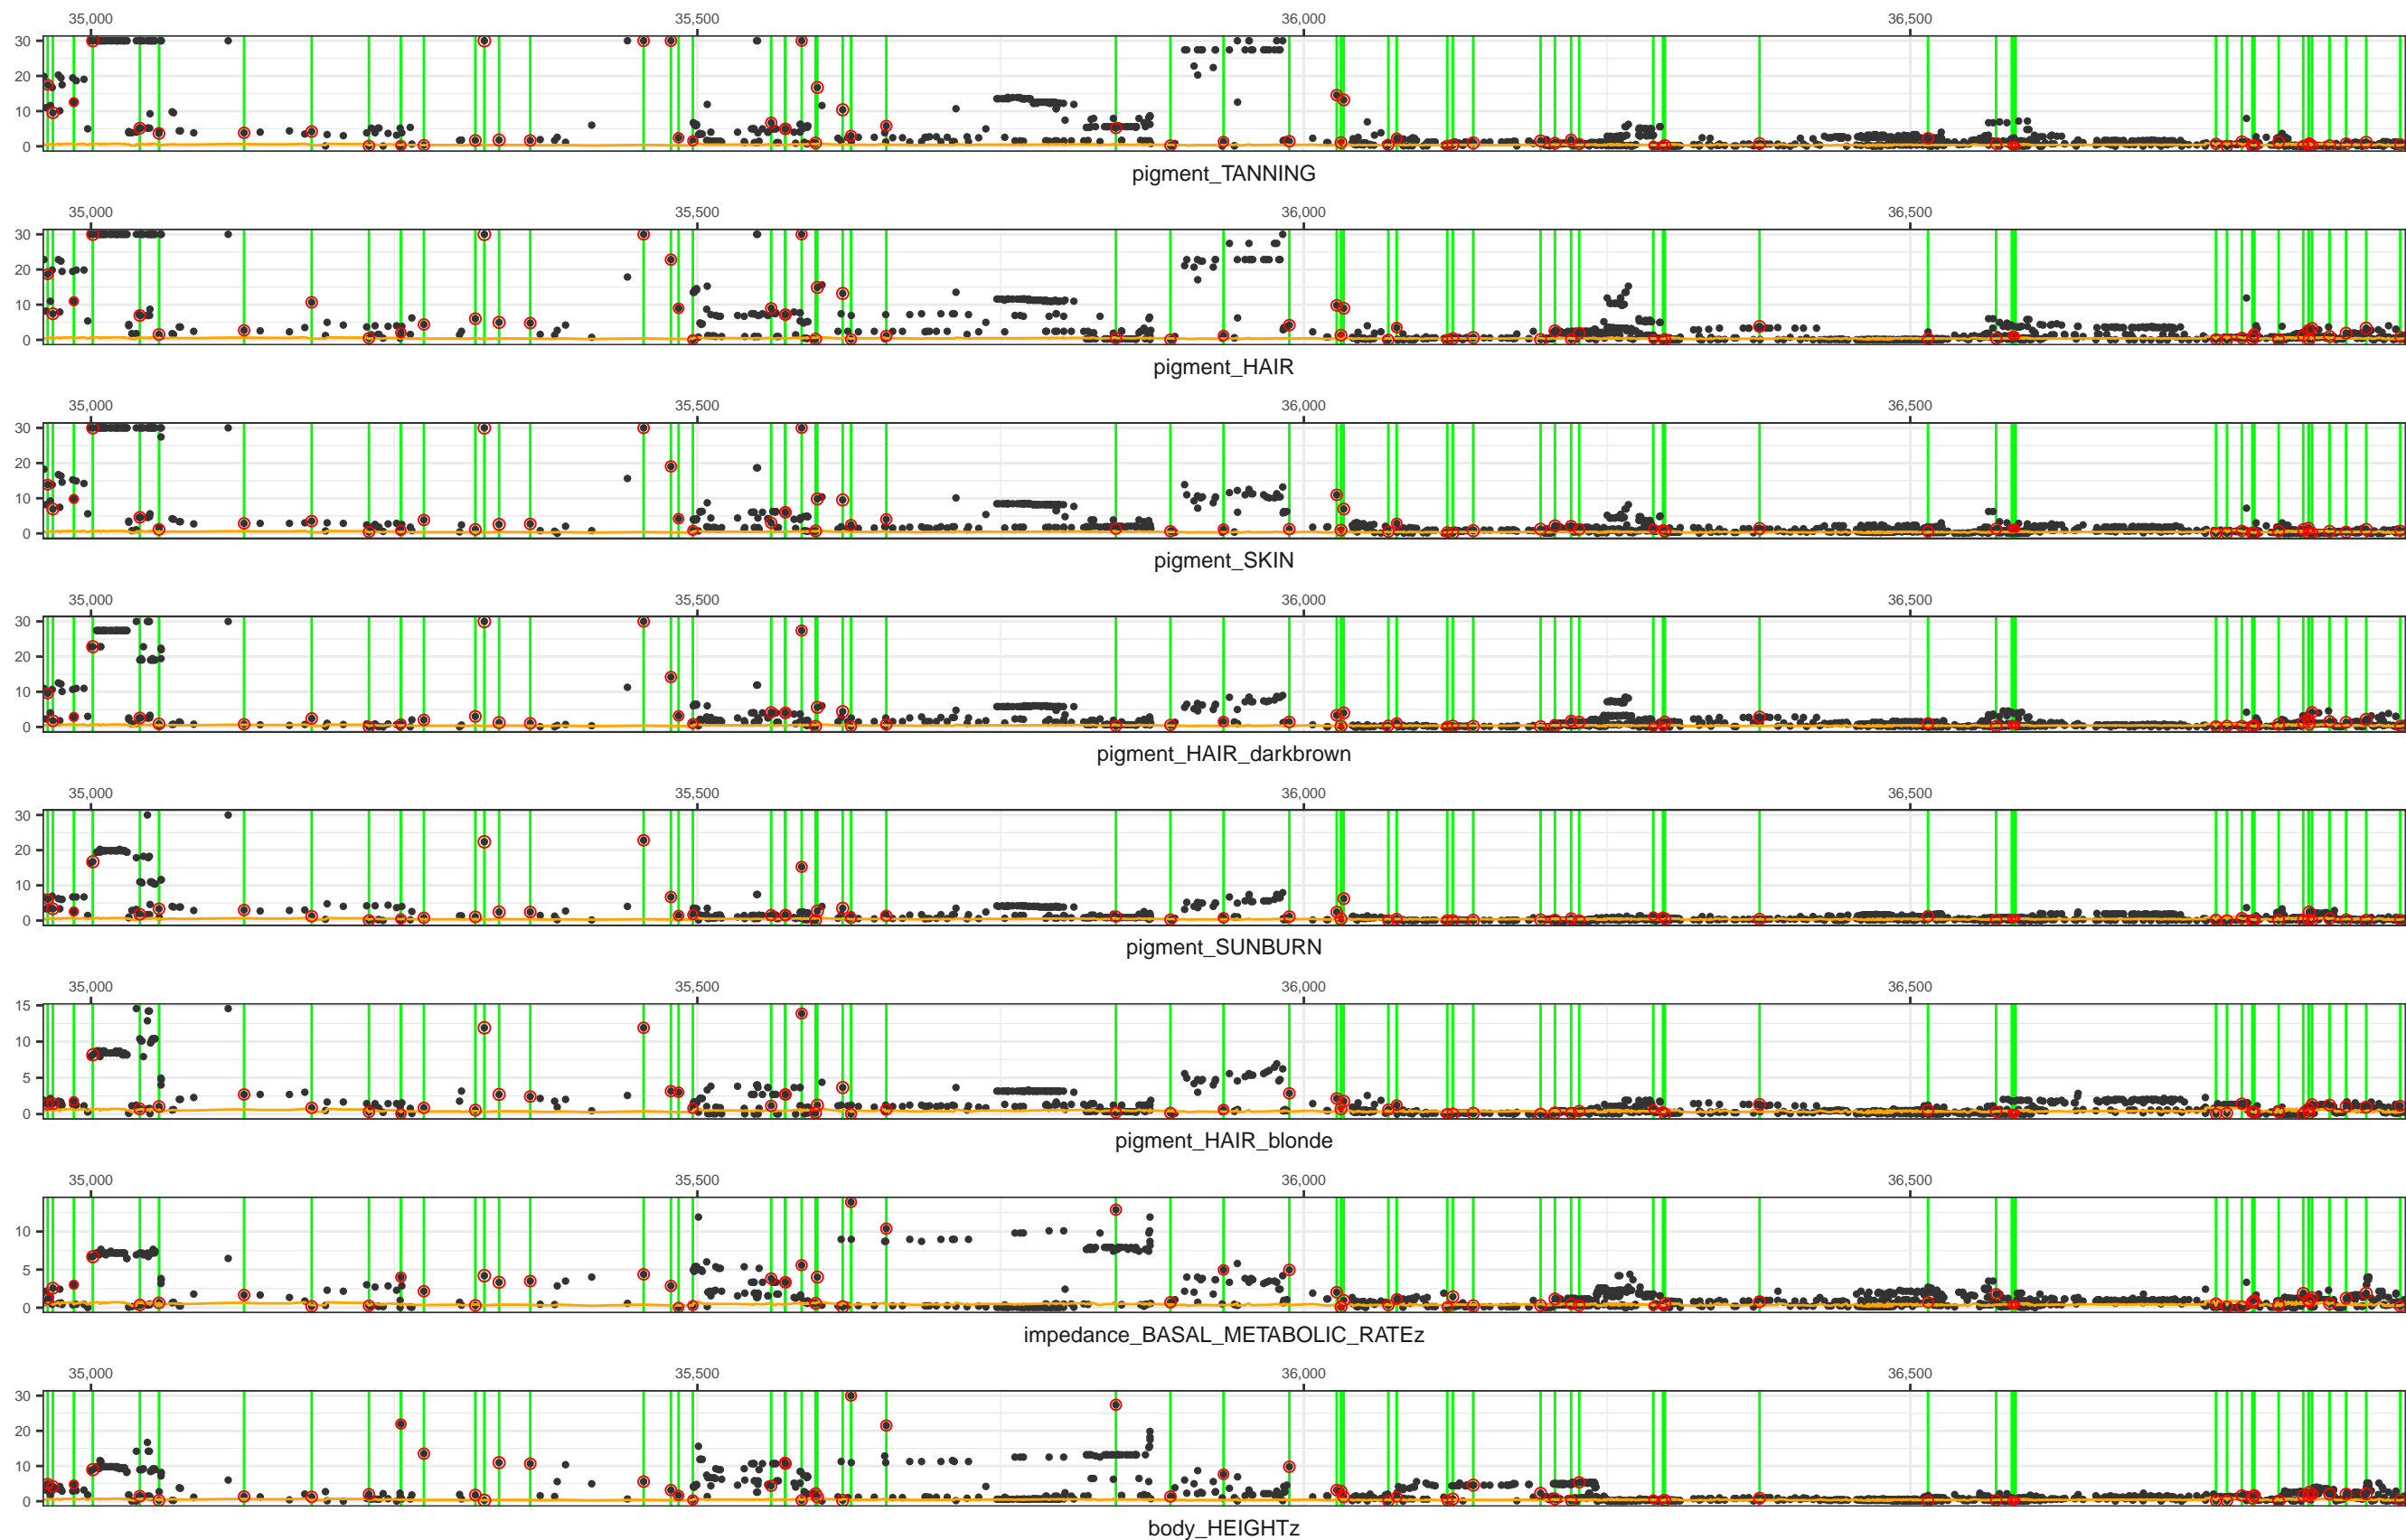 35,000 35,500 36,000 36,500
30
20
10
0
pigment_TANNING
35,000 35,500 36,000 36,500
30
20
10
0
pigment_HAIR
35,000 35,500 36,000 36,500
30
20
10
0
pigment_SKIN
35,000 35,500 36,000 36,500
30
20
10
0
pigment_HAIR_darkbrown
35,000 35,500 36,000 36,500
30
20
10
0
pigment_SUNBURN
35,000 35,500 36,000 36,500
15
10
5
0
pigment_HAIR_blonde
35,000 35,500 36,000 36,500
10
5
0
impedance_BASAL_METABOLIC_RATEz
35,000 35,500 36,000 36,500
30
20
10
0
body_HEIGHTz